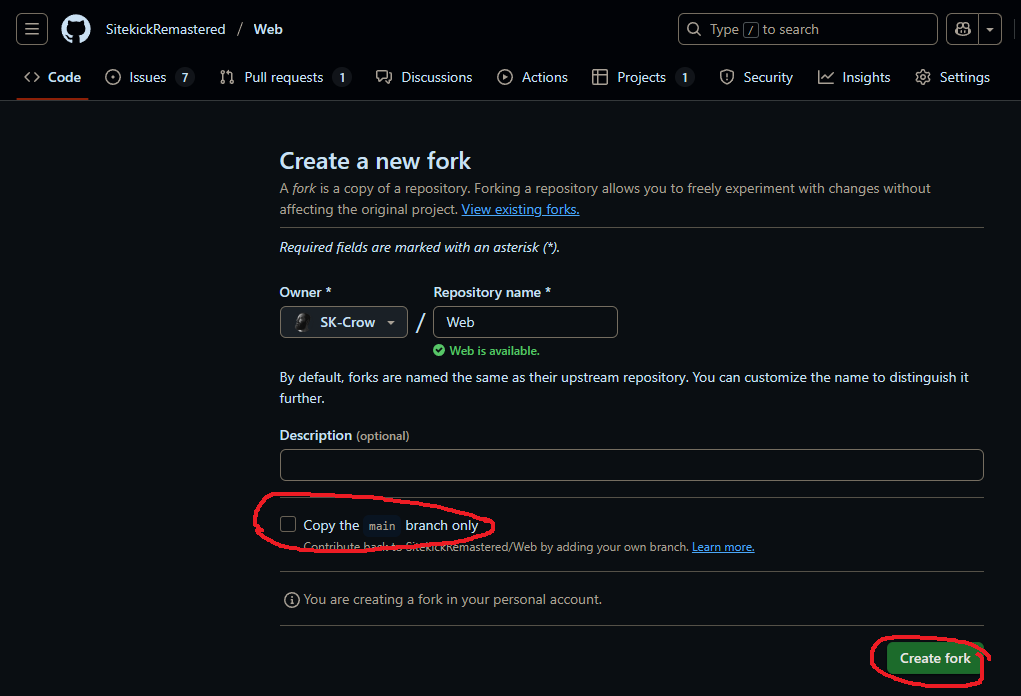 SitekickRemastered / Web
Type / to search
Code
Issues 7
Pull requests 1
Discussions
Actions
Projects 1
Security
Insights
Settings
Create a new fork
A fork is a copy of a repository. Forking a repository allows you to freely experiment with changes without
affecting the original project. View existing forks.
Required fields are marked with an asterisk (*).
Owner *
Repository name *
SK-Crow / Web
Web is available.
By default, forks are named the same as their upstream repository. You can customize the name to distinguish it
further.
Description (optional)
Copy the main branch only
Contribute back to SitekickRemastered/Web by adding your own branch. Learn more.
You are creating a fork in your personal account.
Create fork